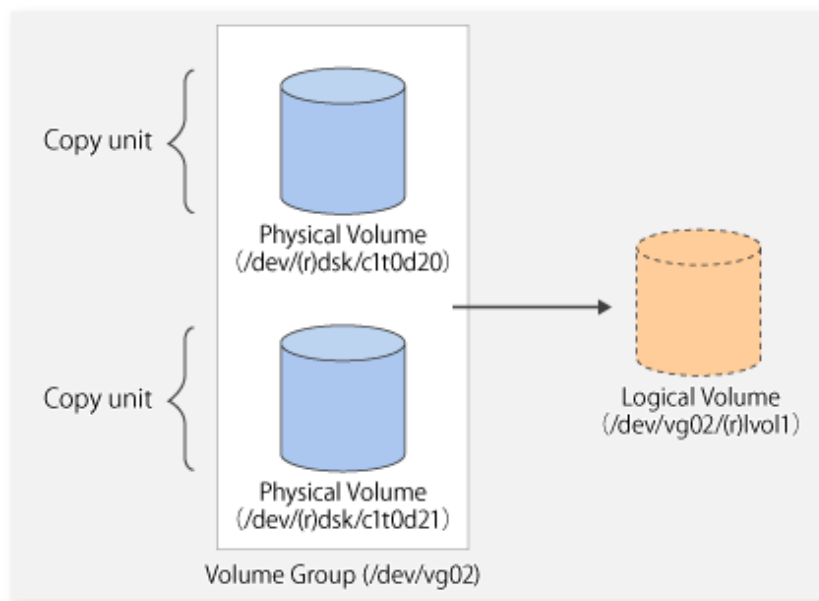 Copy unit
Physical Volume
(/dev/(r)dsk/c1t0d20)
Copy unit
Physical Volume
(/dev/(r)dsk/c1t0d21)
Logical Volume
(/dev/vg02/(r)lvol1)
Volume Group (/dev/vg02)